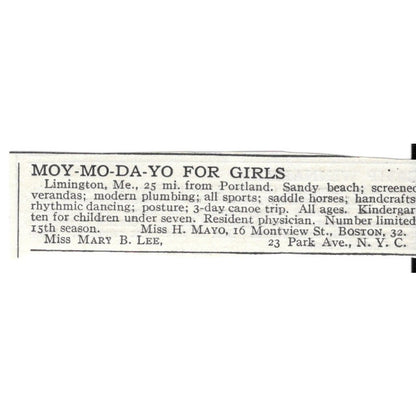 MOY-MO-DA-YO FOR GIRLS
Limington, Me., 25 mi. from Portland. Sandy beach; screened
verandas; modern plumbing; all sports; saddle horses; handcrafts
rhythmic dancing; posture; 3-day canoe trip. All ages. Kindergar
ten for children under seven. Resident physician. Number limited
15th season. Miss H. MAYO, 16 Montview St., BOSTON, 32.
Miss MARY B. LEE, 23 Park Ave., N. Y. C.